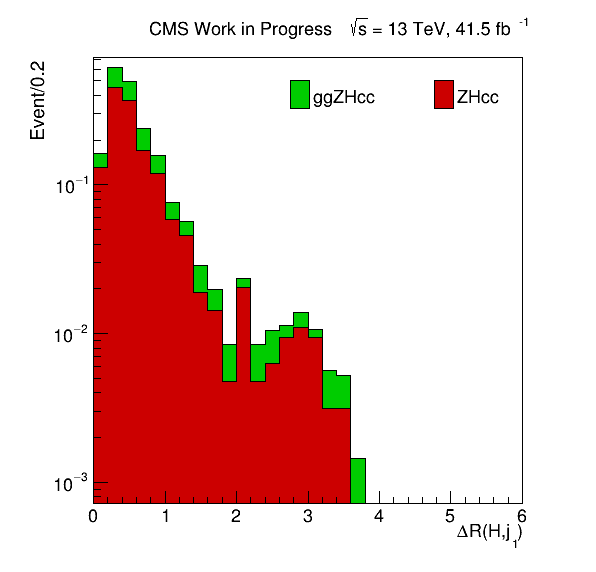 CMS Work in Progress √s = 13 TeV, 41.5 fb⁻¹
Event/0.2
ggZHcc ZHcc
10⁻¹
10⁻²
10⁻³
0 1 2 3 4 5 6
ΔR(H,j₁)